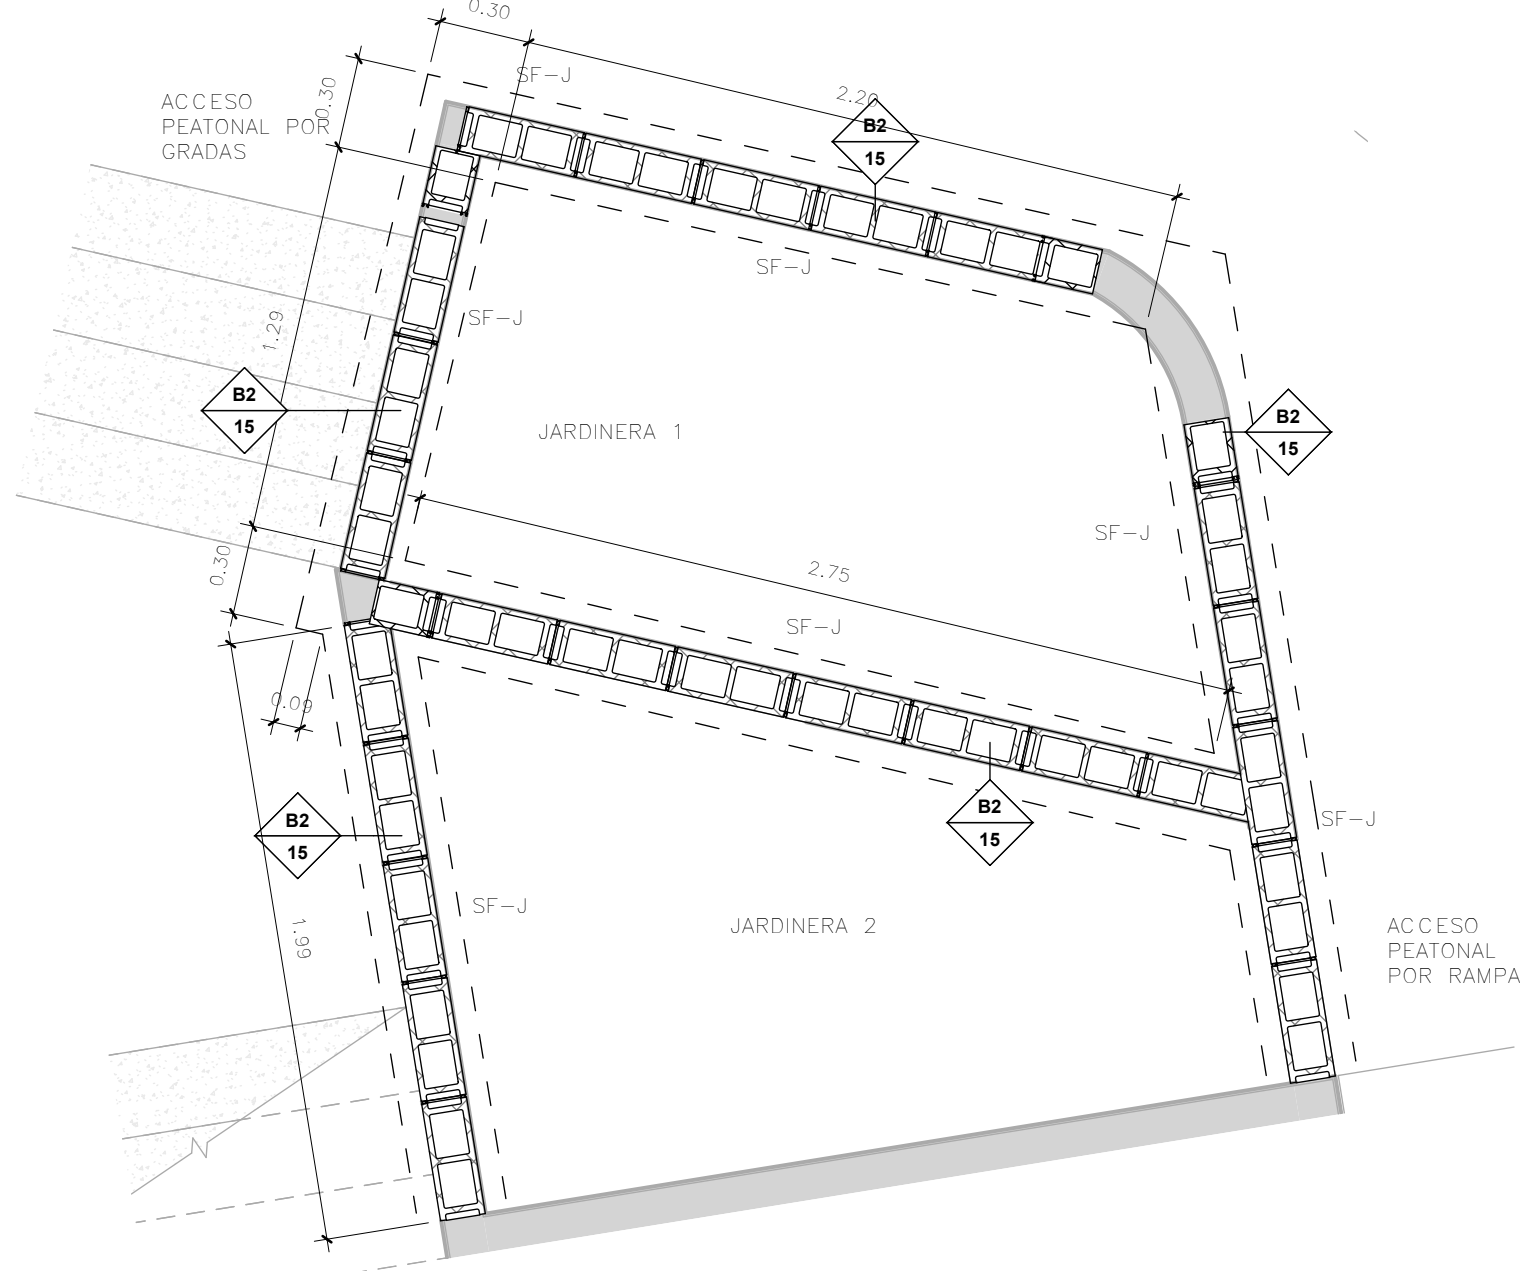 0.30
SF-J
0.30
2.20
ACCESO
PEATONAL POR
GRADAS
B2
15
SF-J
SF-J
1.29
B2
15
B2
15
JARDINERA 1
SF-J
0.30
2.75
SF-J
0.09
B2
15
B2
15
SF-J
SF-J
1.99
JARDINERA 2
ACCESO
PEATONAL
POR RAMPA